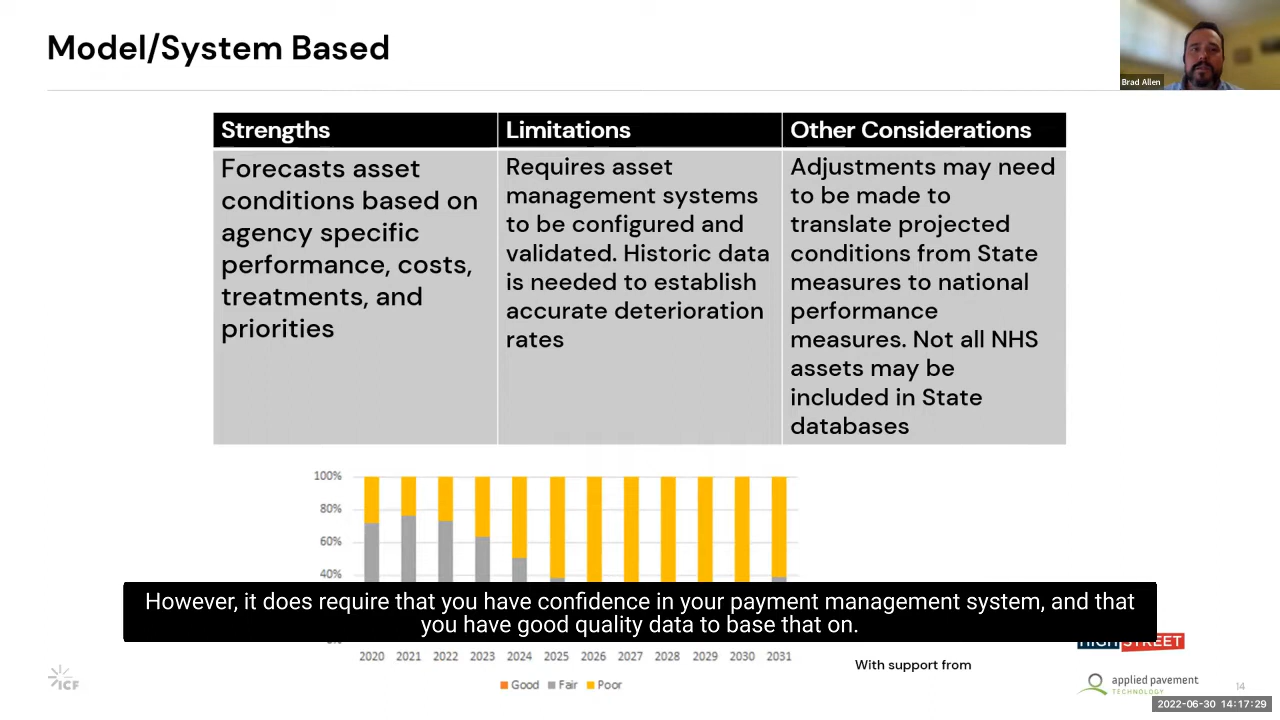 Model/System Based
Brad Allen
Strengths
Limitations
Other Considerations
Forecasts asset
conditions based on
agency specific
performance, costs,
treatments, and
priorities
Requires asset
management systems
to be configured and
validated. Historic data
is needed to establish
accurate deterioration
rates
Adjustments may need
to be made to
translate projected
conditions from State
measures to national
performance
measures. Not all NHS
assets may be
included in State
databases
100%
80%
60%
40%
However, it does require that you have confidence in your payment management system, and that
you have good quality data to base that on.
2020 2021 2022 2023 2024 2025 2026 2027 2028 2029 2030 2031
Good Fair Poor
With support from
HIGH STREET
ICF
applied pavement
TECHNOLOGY
14
2022-06-30 14:17:29